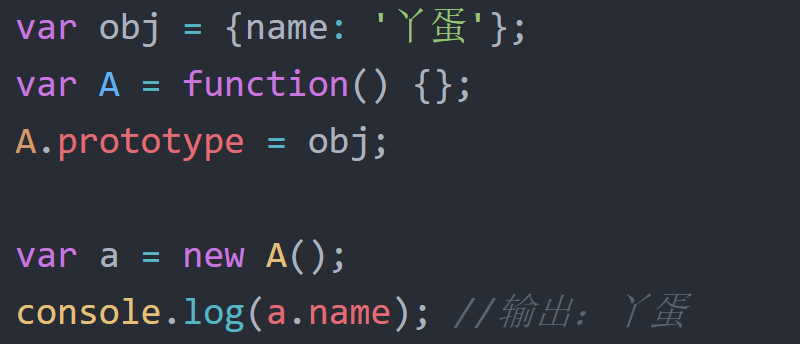 var obj = {name: '丫蛋'};
var A = function() {};
A.prototype = obj;
var a = new A();
console.log(a.name); //输出：丫蛋